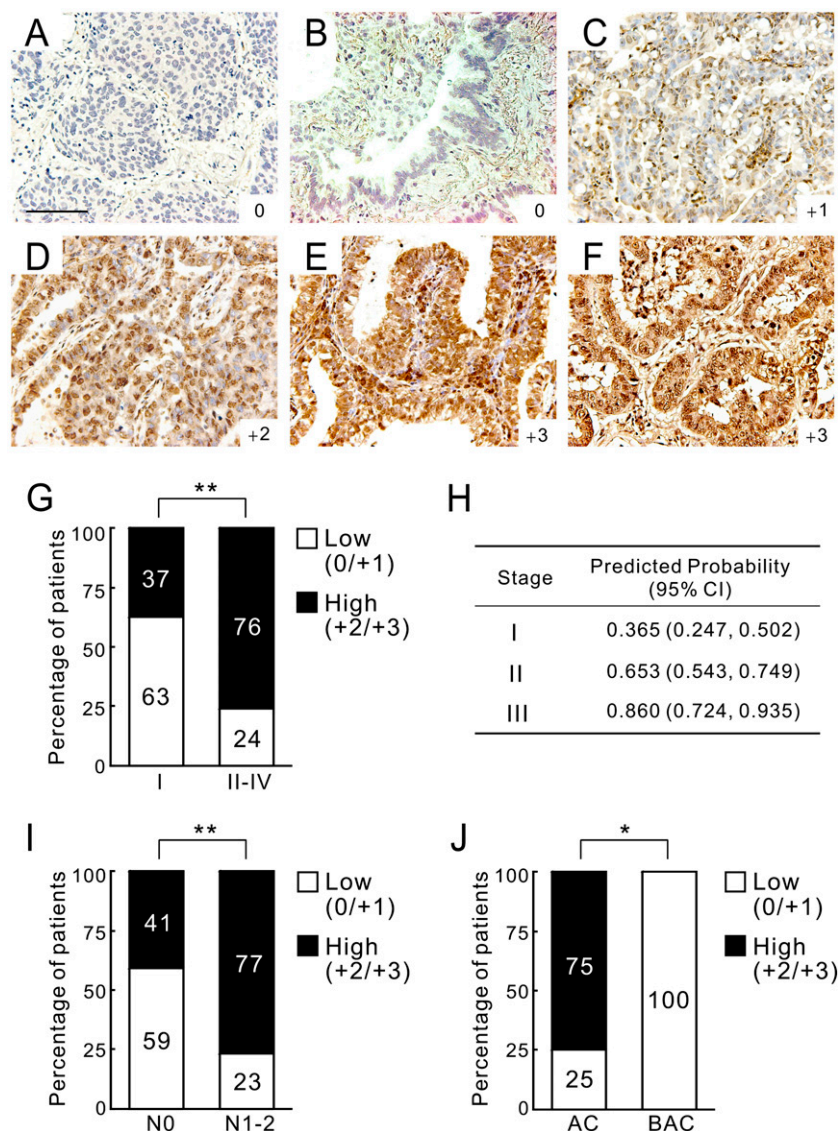 A
0
B
0
C
+1
D
+2
E
+3
F
+3
G
**
Percentage of patients
100
75
50
25
0
37
63
76
24
I
II-IV
Low
(0/+1)
High
(+2/+3)
H
Stage
Predicted Probability
(95% CI)
I
0.365 (0.247, 0.502)
II
0.653 (0.543, 0.749)
III
0.860 (0.724, 0.935)
I
**
Percentage of patients
100
75
50
25
0
41
59
77
23
N0
N1-2
Low
(0/+1)
High
(+2/+3)
J
*
Percentage of patients
100
75
50
25
0
75
25
100
AC
BAC
Low
(0/+1)
High
(+2/+3)